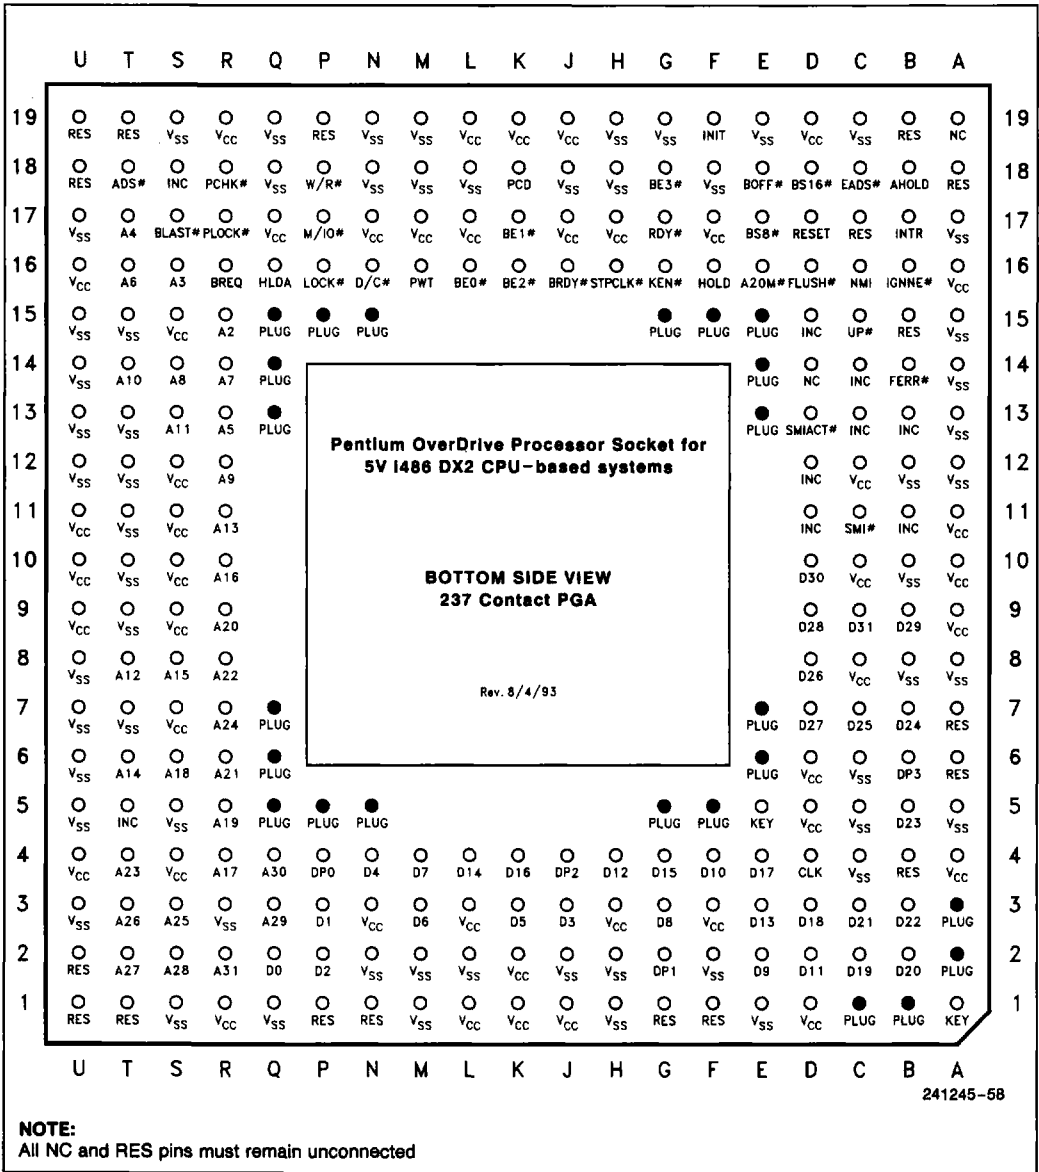 U T S R Q P N M L K J H G F E D C B A
19 19
RES RES VSS VCC VSS RES VSS VSS VCC VCC VCC VSS VSS INIT VSS VCC VSS RES NC
18 18
RES ADS# INC PCHK# VSS W/R# VSS VSS VSS PCD VSS VSS BE3# VSS BOFF# BS16# EADS# AHOLD RES
17 17
VSS A4 BLAST# PLOCK# VCC M/IO# VCC VCC VCC BE1# VCC VCC RDY# VCC BS8# RESET RES INTR VSS
16 16
VCC A6 A3 BREQ HLDA LOCK# D/C# PWT BE0# BE2# BRDY# STPCLK# KEN# HOLD A20M# FLUSH# NMI IGNNE# VCC
15 15
VSS VSS VCC A2 PLUG PLUG PLUG PLUG PLUG PLUG INC UP# RES VSS
14 14
VSS A10 A8 A7 PLUG PLUG NC INC FERR# VSS
13 13
VSS VSS A11 A5 PLUG PLUG SMIACT# INC INC VSS
Pentium OverDrive Processor Socket for
5V I486 DX2 CPU-based systems
12 12
VSS VSS VCC A9 INC VCC VSS VSS
11 11
VCC VSS VCC A13 INC SMI# INC VCC
10 10
VCC VSS VCC A16 D30 VCC VSS VCC
BOTTOM SIDE VIEW
237 Contact PGA
9 9
VCC VSS VCC A20 D28 D31 D29 VCC
8 8
VSS A12 A15 A22 D26 VCC VSS VSS
Rev. 8/4/93
7 7
VSS VSS VCC A24 PLUG PLUG D27 D25 D24 RES
6 6
VSS A14 A18 A21 PLUG PLUG VCC VSS DP3 RES
5 5
VSS INC VSS A19 PLUG PLUG PLUG PLUG PLUG KEY VCC VSS D23 VSS
4 4
VCC A23 VCC A17 A30 DP0 D4 D7 D14 D16 DP2 D12 D15 D10 D17 CLK VSS RES VCC
3 3
VSS A26 A25 VSS A29 D1 VCC D6 VCC D5 D3 VCC D8 VCC D13 D18 D21 D22 PLUG
2 2
RES A27 A28 A31 D0 D2 VSS VSS VSS VCC VSS VSS DP1 VSS D9 D11 D19 D20 PLUG
1 1
RES RES VSS VCC VSS RES RES VSS VCC VCC VCC VSS RES RES VSS VCC PLUG PLUG KEY
U T S R Q P N M L K J H G F E D C B A
241245-58
NOTE:
All NC and RES pins must remain unconnected